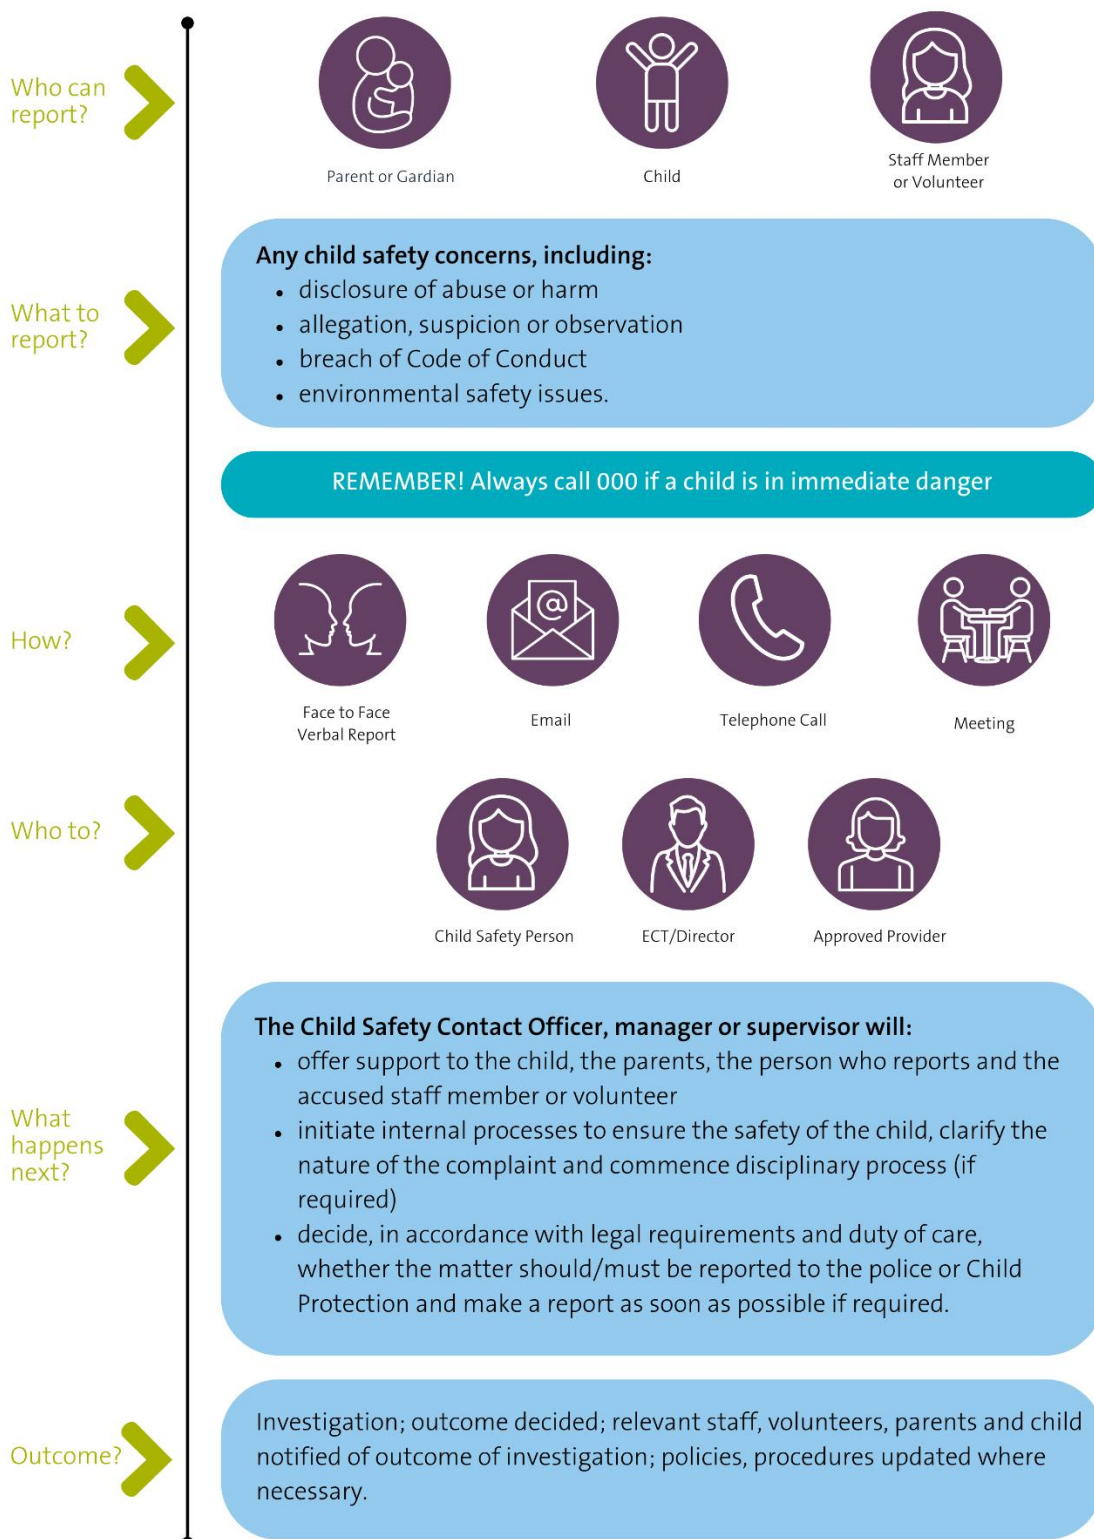 Who can
report?
Parent or Gardian
Child
Staff Member
or Volunteer
What to
report?
Any child safety concerns, including:
• disclosure of abuse or harm
• allegation, suspicion or observation
• breach of Code of Conduct
• environmental safety issues.
REMEMBER! Always call 000 if a child is in immediate danger
How?
@
Face to Face
Verbal Report
Email
Telephone Call
Meeting
Who to?
Child Safety Person
ECT/Director
Approved Provider
What
happens
next?
The Child Safety Contact Officer, manager or supervisor will:
• offer support to the child, the parents, the person who reports and the
accused staff member or volunteer
• initiate internal processes to ensure the safety of the child, clarify the
nature of the complaint and commence disciplinary process (if
required)
• decide, in accordance with legal requirements and duty of care,
whether the matter should/must be reported to the police or Child
Protection and make a report as soon as possible if required.
Outcome?
Investigation; outcome decided; relevant staff, volunteers, parents and child
notified of outcome of investigation; policies, procedures updated where
necessary.